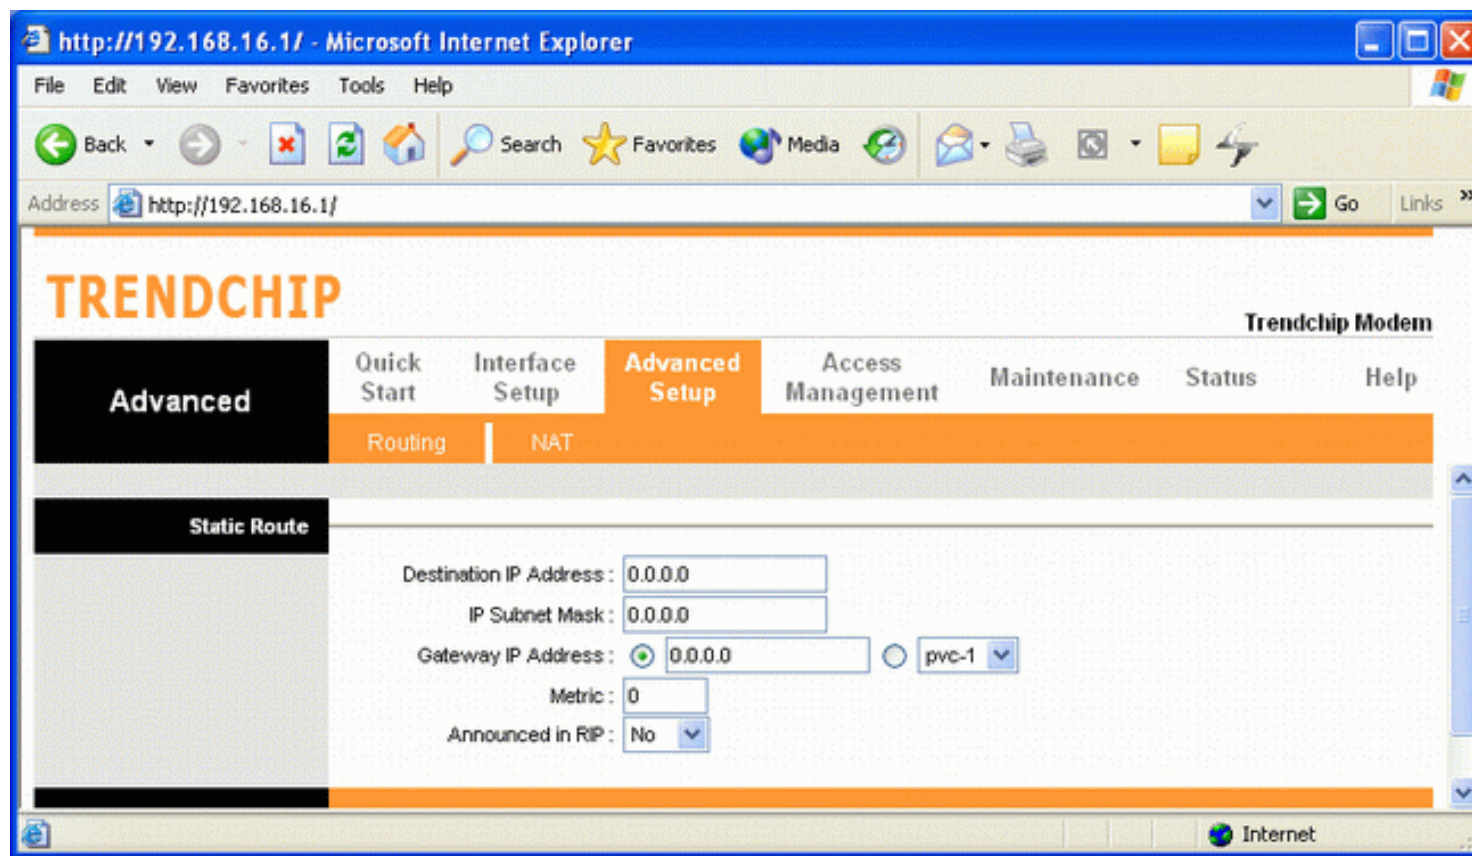 http://192.168.16.1/ - Microsoft Internet Explorer
File Edit View Favorites Tools Help
Back Search Favorites Media
Address http://192.168.16.1/ Go Links »
TRENDCHIP
Trendchip Modem
Advanced
Quick Start Interface Setup Advanced Setup Access Management Maintenance Status Help
Routing NAT
Static Route
Destination IP Address : 0.0.0.0
IP Subnet Mask : 0.0.0.0
Gateway IP Address : 0.0.0.0 pvc-1
Metric : 0
Announced in RIP : No
Internet